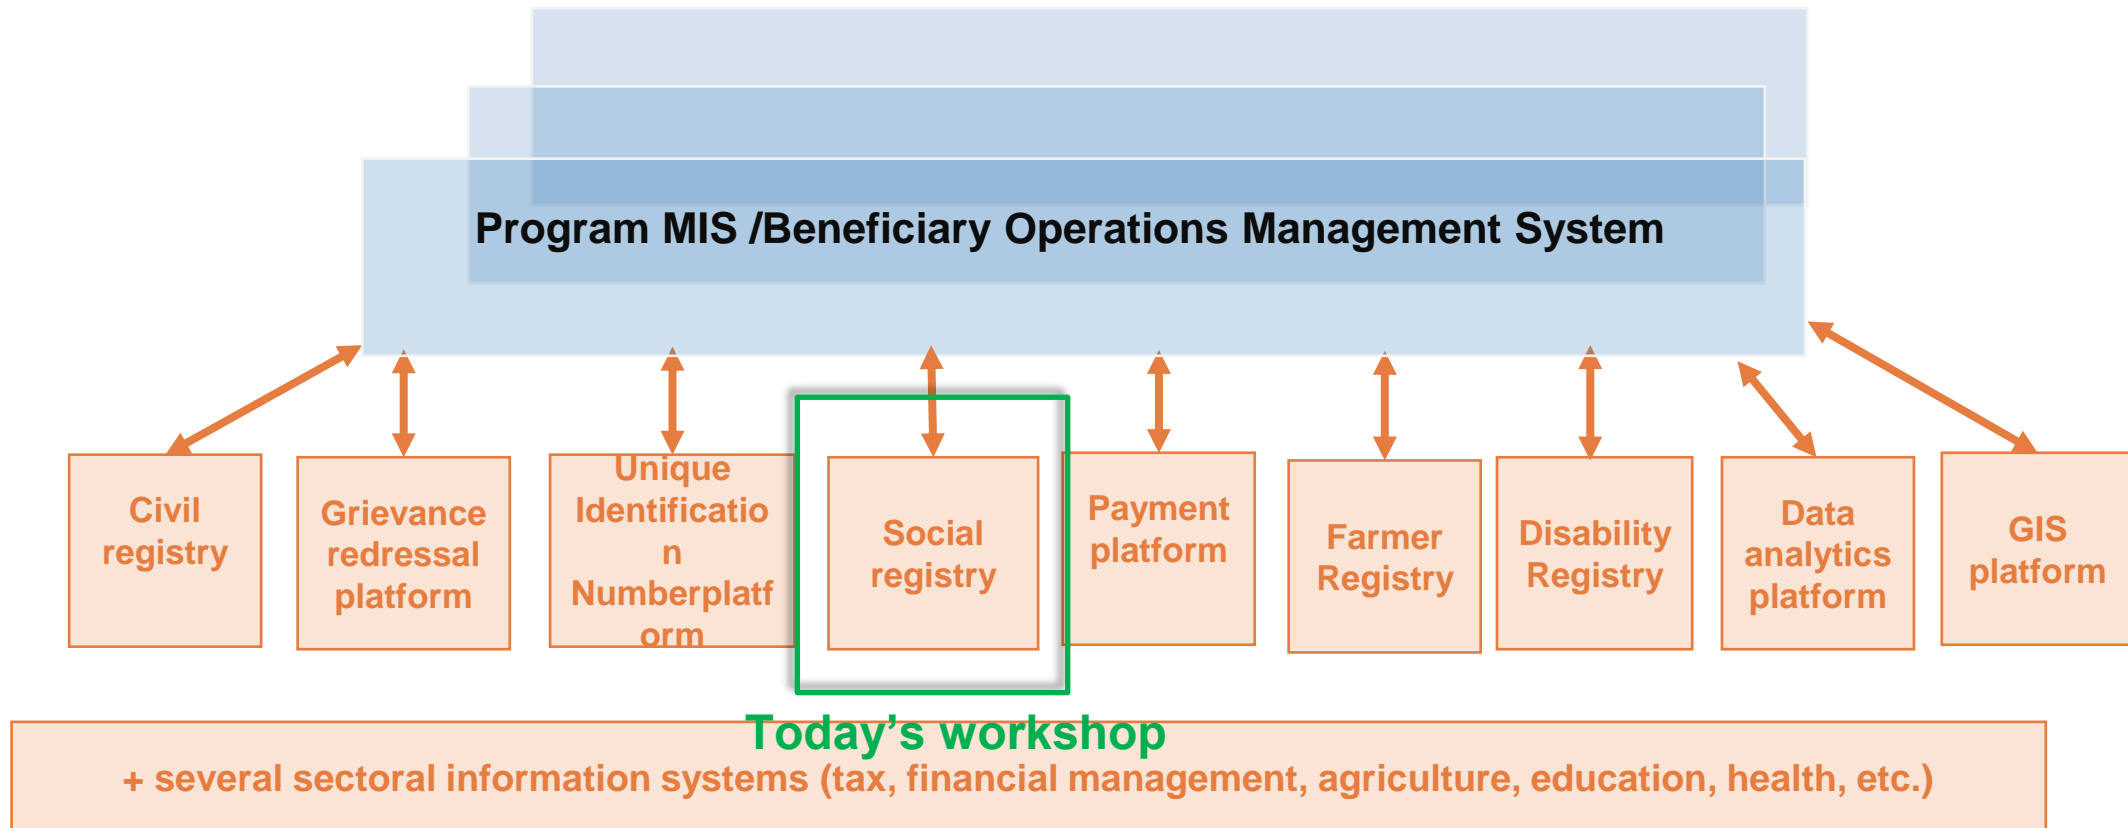 Program MIS /Beneficiary Operations Management System
Civil
registry
Grievance
redressal
platform
Unique
Identificatio
n
Numberplatf
orm
Social
registry
Payment
platform
Farmer
Registry
Disability
Registry
Data
analytics
platform
GIS
platform
Today’s workshop
+ several sectoral information systems (tax, financial management, agriculture, education, health, etc.)